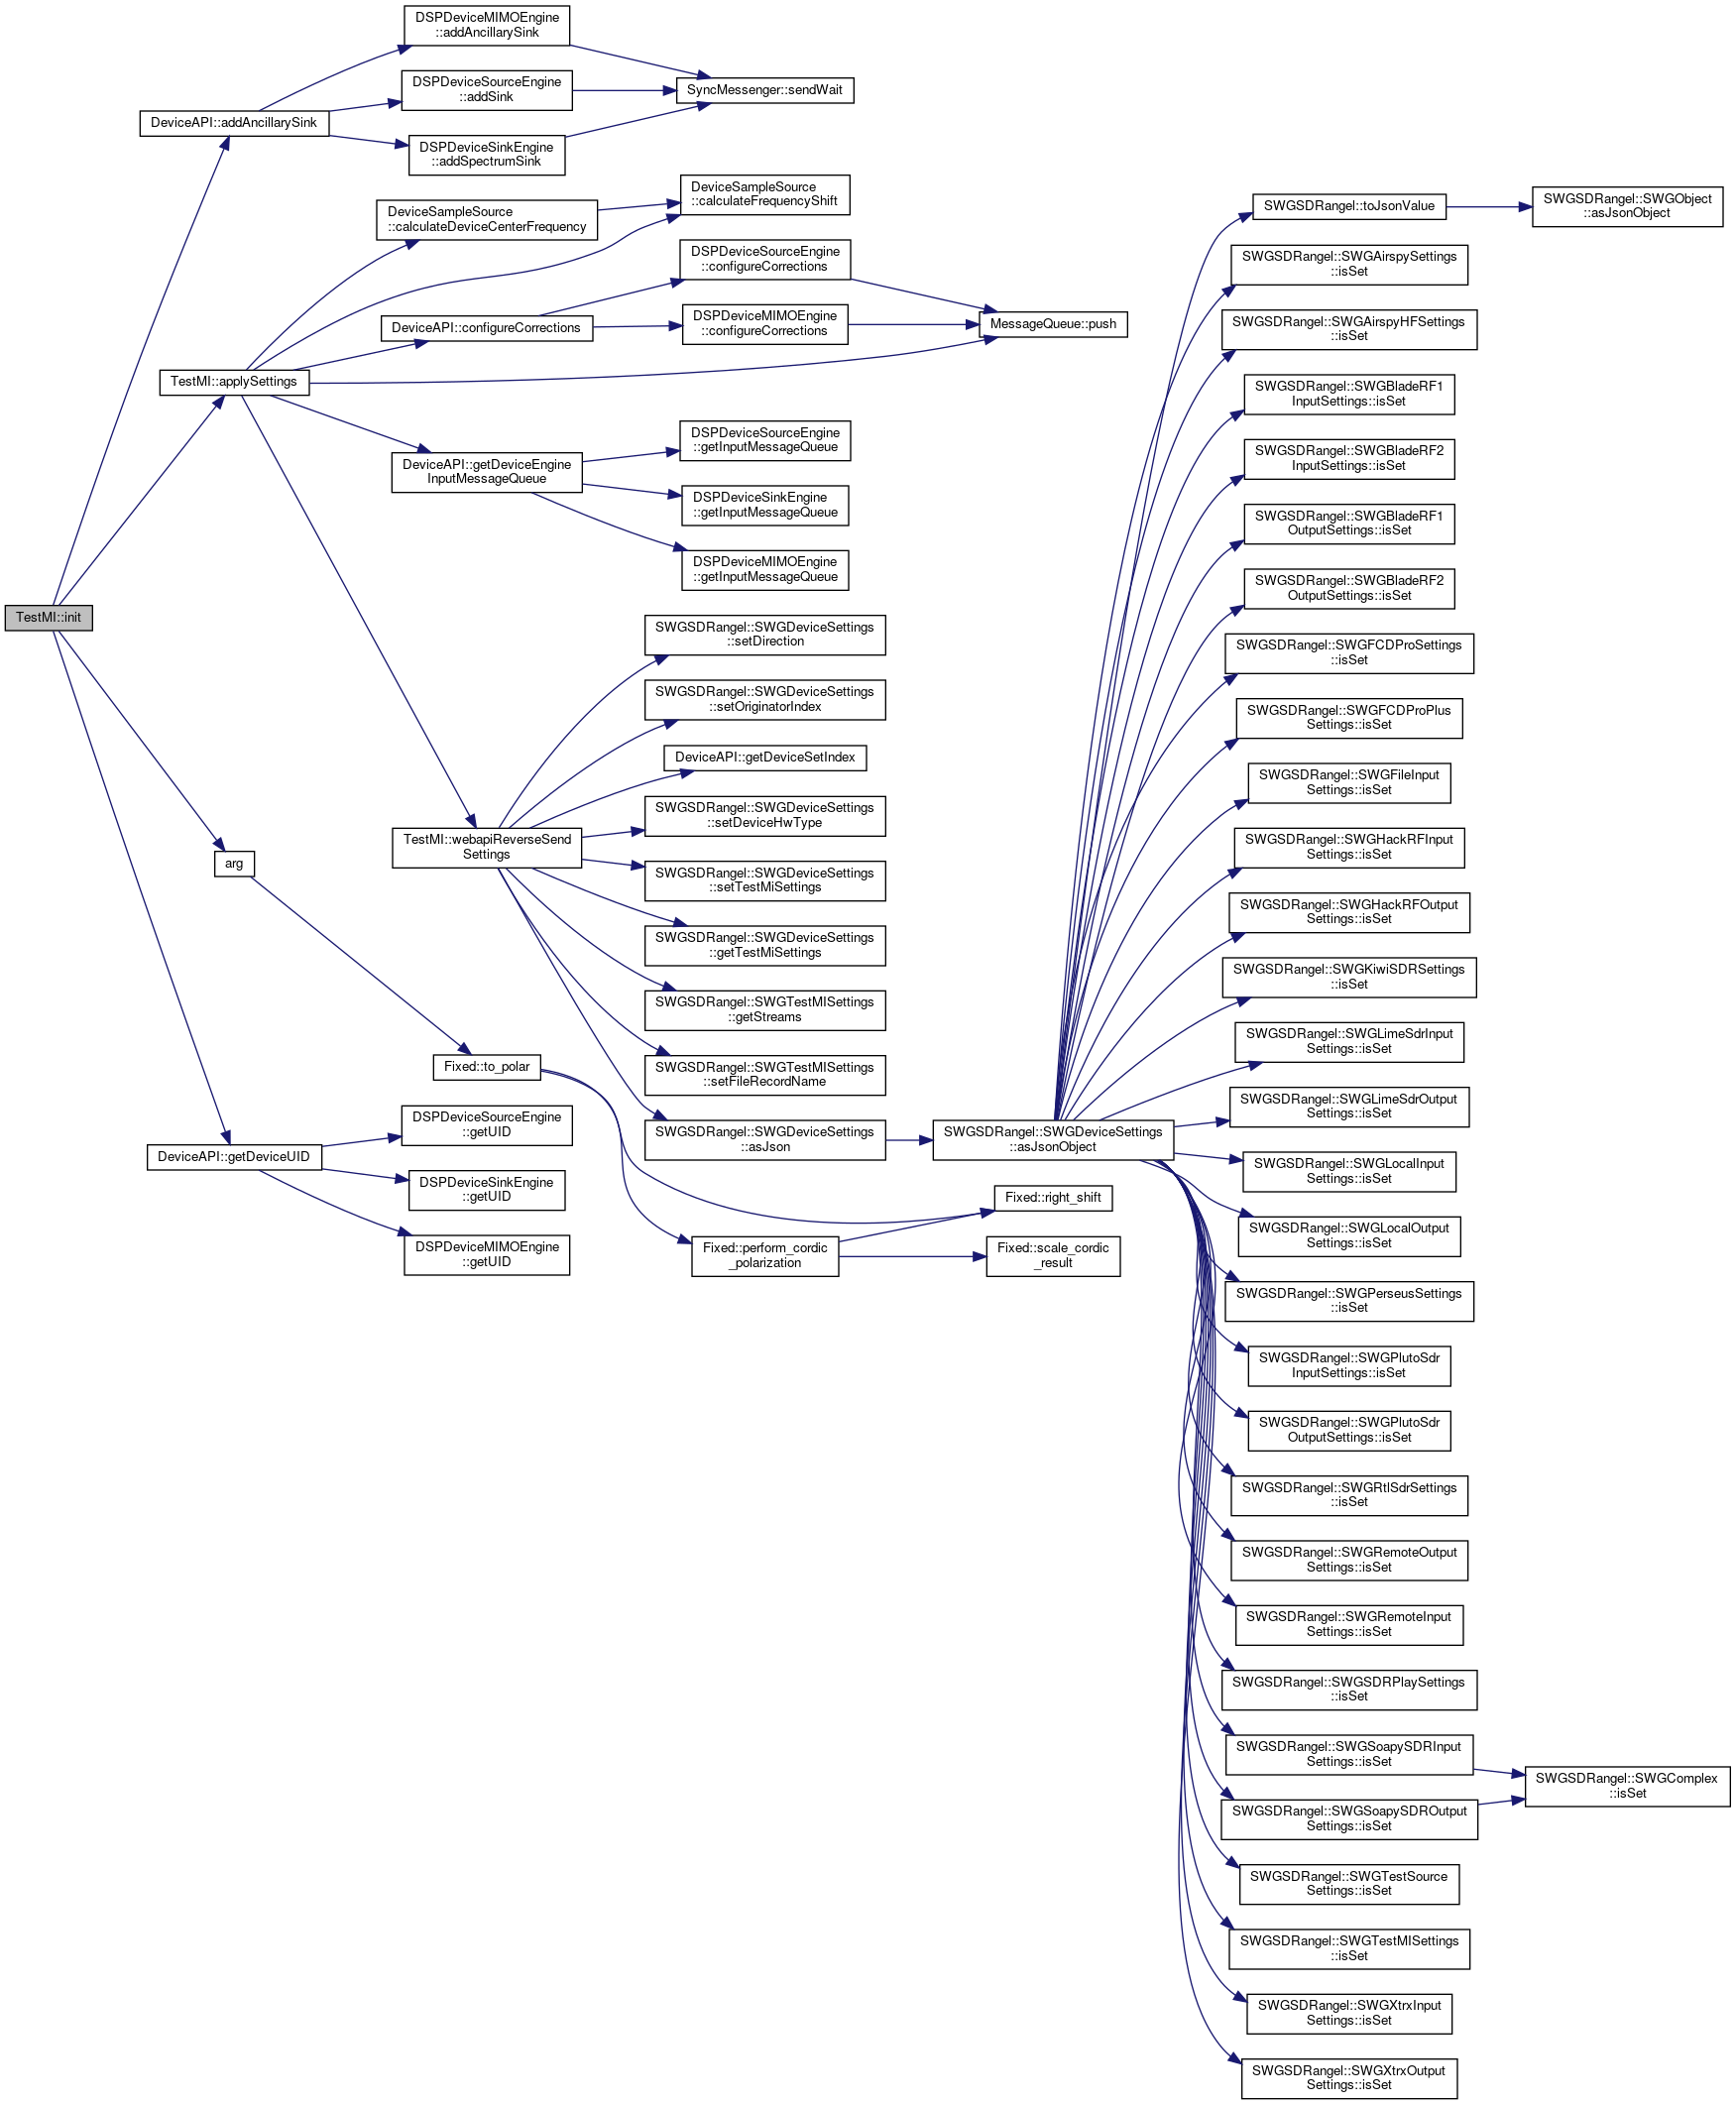 TestMI::init
DeviceAPI::addAncillarySink
TestMI::applySettings
arg
DeviceAPI::getDeviceUID
DSPDeviceMIMOEngine
::addAncillarySink
DSPDeviceSourceEngine
::addSink
DSPDeviceSinkEngine
::addSpectrumSink
SyncMessenger::sendWait
DeviceSampleSource
::calculateDeviceCenterFrequency
DeviceSampleSource
::calculateFrequencyShift
DeviceAPI::configureCorrections
DSPDeviceSourceEngine
::configureCorrections
DSPDeviceMIMOEngine
::configureCorrections
MessageQueue::push
DeviceAPI::getDeviceEngine
InputMessageQueue
DSPDeviceSourceEngine
::getInputMessageQueue
DSPDeviceSinkEngine
::getInputMessageQueue
DSPDeviceMIMOEngine
::getInputMessageQueue
TestMI::webapiReverseSend
Settings
SWGSDRangel::SWGDeviceSettings
::setDirection
SWGSDRangel::SWGDeviceSettings
::setOriginatorIndex
DeviceAPI::getDeviceSetIndex
SWGSDRangel::SWGDeviceSettings
::setDeviceHwType
SWGSDRangel::SWGDeviceSettings
::setTestMiSettings
SWGSDRangel::SWGDeviceSettings
::getTestMiSettings
SWGSDRangel::SWGTestMISettings
::getStreams
SWGSDRangel::SWGTestMISettings
::setFileRecordName
SWGSDRangel::SWGDeviceSettings
::asJson
SWGSDRangel::SWGDeviceSettings
::asJsonObject
Fixed::to_polar
Fixed::perform_cordic
_polarization
Fixed::right_shift
Fixed::scale_cordic
_result
DSPDeviceSourceEngine
::getUID
DSPDeviceSinkEngine
::getUID
DSPDeviceMIMOEngine
::getUID
SWGSDRangel::toJsonValue
SWGSDRangel::SWGObject
::asJsonObject
SWGSDRangel::SWGAirspySettings
::isSet
SWGSDRangel::SWGAirspyHFSettings
::isSet
SWGSDRangel::SWGBladeRF1
InputSettings::isSet
SWGSDRangel::SWGBladeRF2
InputSettings::isSet
SWGSDRangel::SWGBladeRF1
OutputSettings::isSet
SWGSDRangel::SWGBladeRF2
OutputSettings::isSet
SWGSDRangel::SWGFCDProSettings
::isSet
SWGSDRangel::SWGFCDProPlus
Settings::isSet
SWGSDRangel::SWGFileInput
Settings::isSet
SWGSDRangel::SWGHackRFInput
Settings::isSet
SWGSDRangel::SWGHackRFOutput
Settings::isSet
SWGSDRangel::SWGKiwiSDRSettings
::isSet
SWGSDRangel::SWGLimeSdrInput
Settings::isSet
SWGSDRangel::SWGLimeSdrOutput
Settings::isSet
SWGSDRangel::SWGLocalInput
Settings::isSet
SWGSDRangel::SWGLocalOutput
Settings::isSet
SWGSDRangel::SWGPerseusSettings
::isSet
SWGSDRangel::SWGPlutoSdr
InputSettings::isSet
SWGSDRangel::SWGPlutoSdr
OutputSettings::isSet
SWGSDRangel::SWGRtlSdrSettings
::isSet
SWGSDRangel::SWGRemoteOutput
Settings::isSet
SWGSDRangel::SWGRemoteInput
Settings::isSet
SWGSDRangel::SWGSDRPlaySettings
::isSet
SWGSDRangel::SWGSoapySDRInput
Settings::isSet
SWGSDRangel::SWGSoapySDROutput
Settings::isSet
SWGSDRangel::SWGComplex
::isSet
SWGSDRangel::SWGTestSource
Settings::isSet
SWGSDRangel::SWGTestMISettings
::isSet
SWGSDRangel::SWGXtrxInput
Settings::isSet
SWGSDRangel::SWGXtrxOutput
Settings::isSet